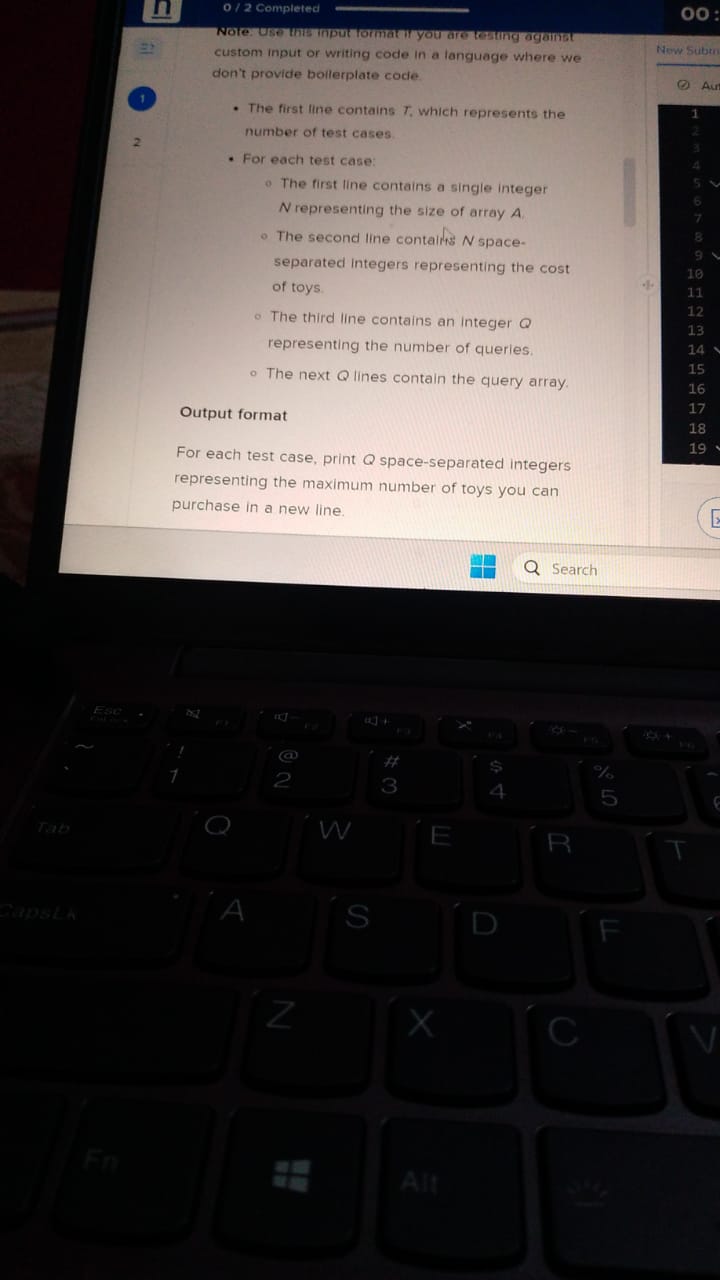 n
0 / 2 Completed
00:
Note: Use this input format if you are testing against
custom input or writing code in a language where we
don't provide boilerplate code.
New Subm
Au
1
2
• The first line contains T, which represents the
number of test cases.
• For each test case:
o The first line contains a single integer
N representing the size of array A.
o The second line contains N space-
separated integers representing the cost
of toys.
o The third line contains an integer Q
representing the number of queries.
o The next Q lines contain the query array.
Output format
For each test case, print Q space-separated integers
representing the maximum number of toys you can
purchase in a new line.
1
2
3
4
5
6
7
8
9
10
11
12
13
14
15
16
17
18
19
Search
Esc
F1
F2
F3
F4
F5
F6
~ ! @ # $ %
` 1 2 3 4 5
Tab Q W E R T
CapsLk A S D F
Z X C V
Fn Alt